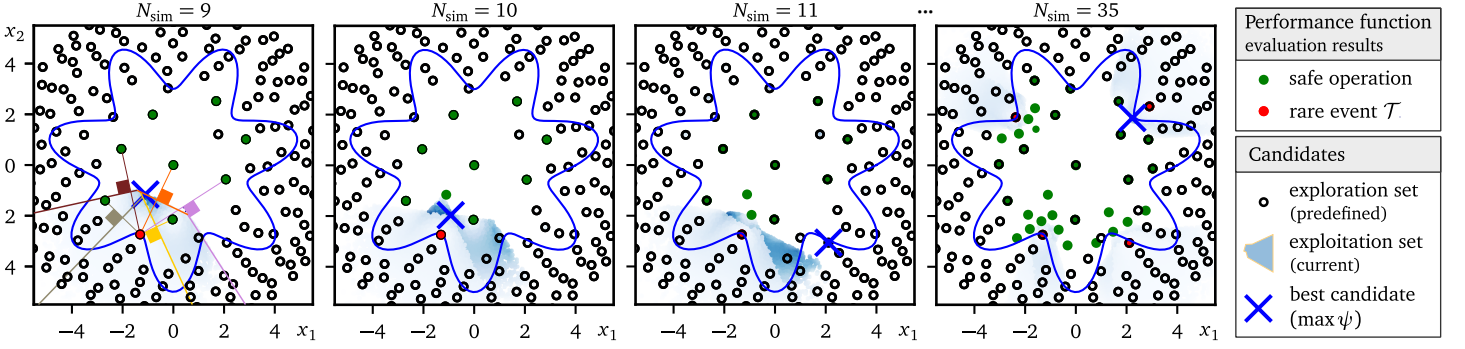 N_sim = 9
N_sim = 10
N_sim = 11
...
N_sim = 35
x_2
4
2
0
2
4
−4
−2
0
2
4
x_1
−4
−2
0
2
4
x_1
−4
−2
0
2
4
x_1
−4
−2
0
2
4
x_1
Performance function
evaluation results
safe operation
rare event 𝒯
Candidates
exploration set
(predefined)
exploitation set
(current)
best candidate
(max ψ)